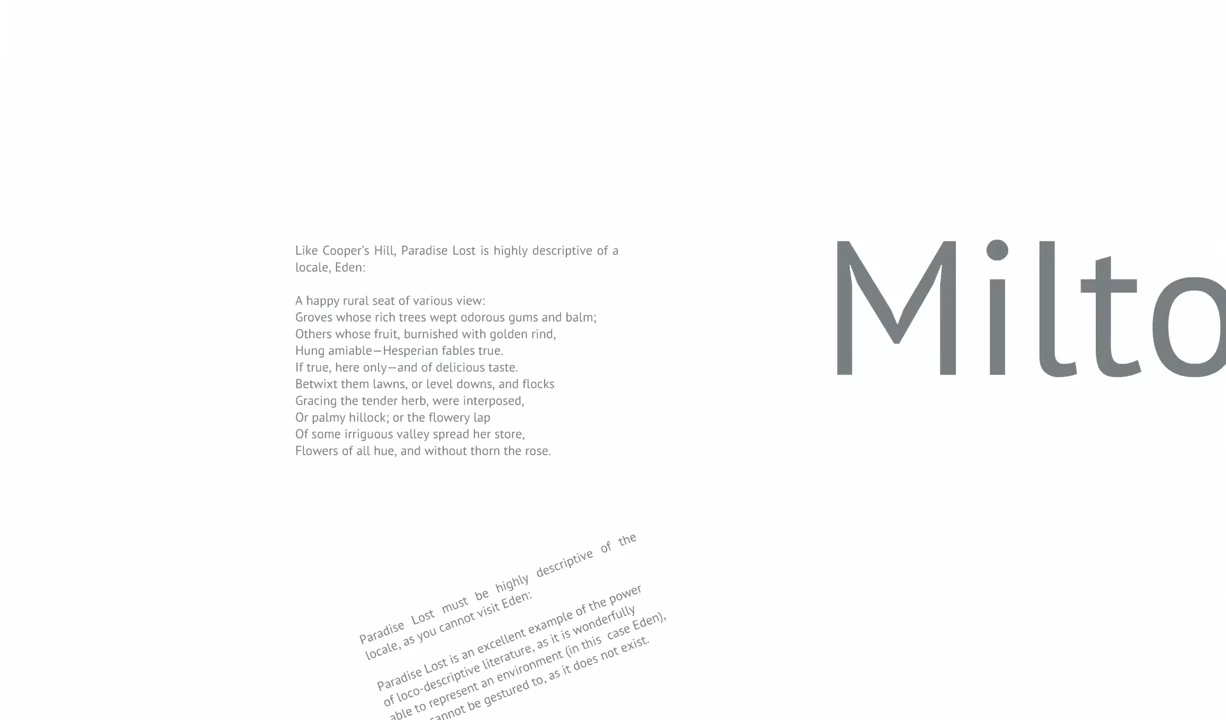 Like Cooper's Hill, Paradise Lost is highly descriptive of a
locale, Eden:
A happy rural seat of various view:
Groves whose rich trees wept odorous gums and balm;
Others whose fruit, burnished with golden rind,
Hung amiable—Hesperian fables true.
If true, here only—and of delicious taste.
Betwixt them lawns, or level downs, and flocks
Gracing the tender herb, were interposed,
Or palmy hillock; or the flowery lap
Of some irriguous valley spread her store,
Flowers of all hue, and without thorn the rose.
Milto
Paradise Lost must be highly descriptive of the
locale, as you cannot visit Eden:
Paradise Lost is an excellent example of the power
of loco-descriptive literature, as it is wonderfully
able to represent an environment (in this case Eden),
cannot be gestured to, as it does not exist.